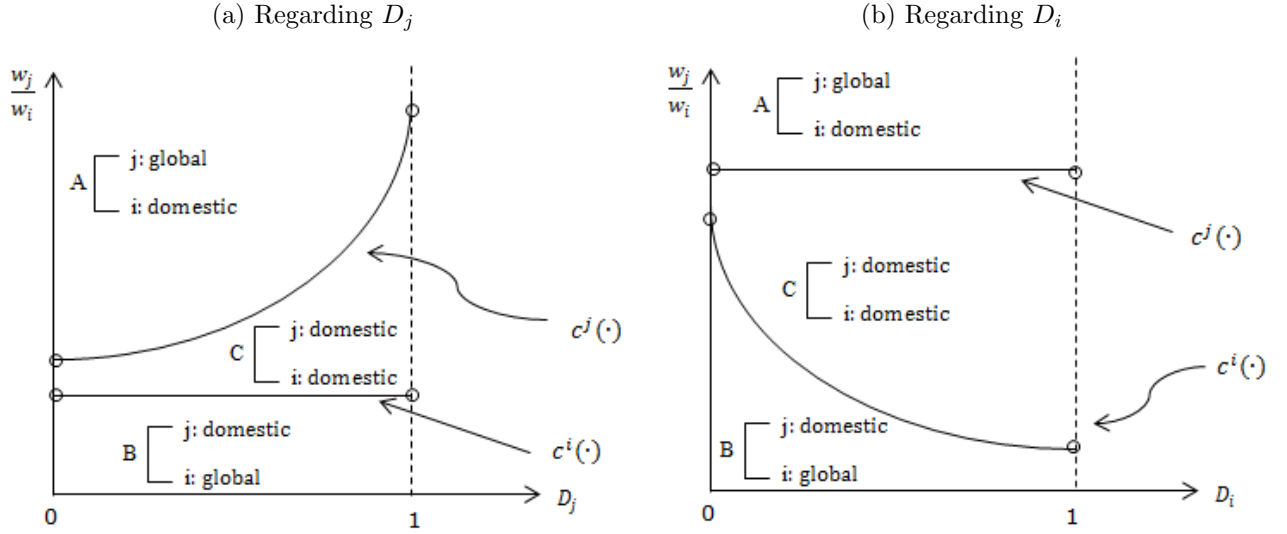 (a) Regarding D_j
w_j
w_i
A
j: global
i: domestic
C
j: domestic
i: domestic
B
j: domestic
i: global
c^j(·)
c^i(·)
0
1
D_j
(b) Regarding D_i
w_j
w_i
A
j: global
i: domestic
c^j(·)
C
j: domestic
i: domestic
c^i(·)
B
j: domestic
i: global
0
1
D_i